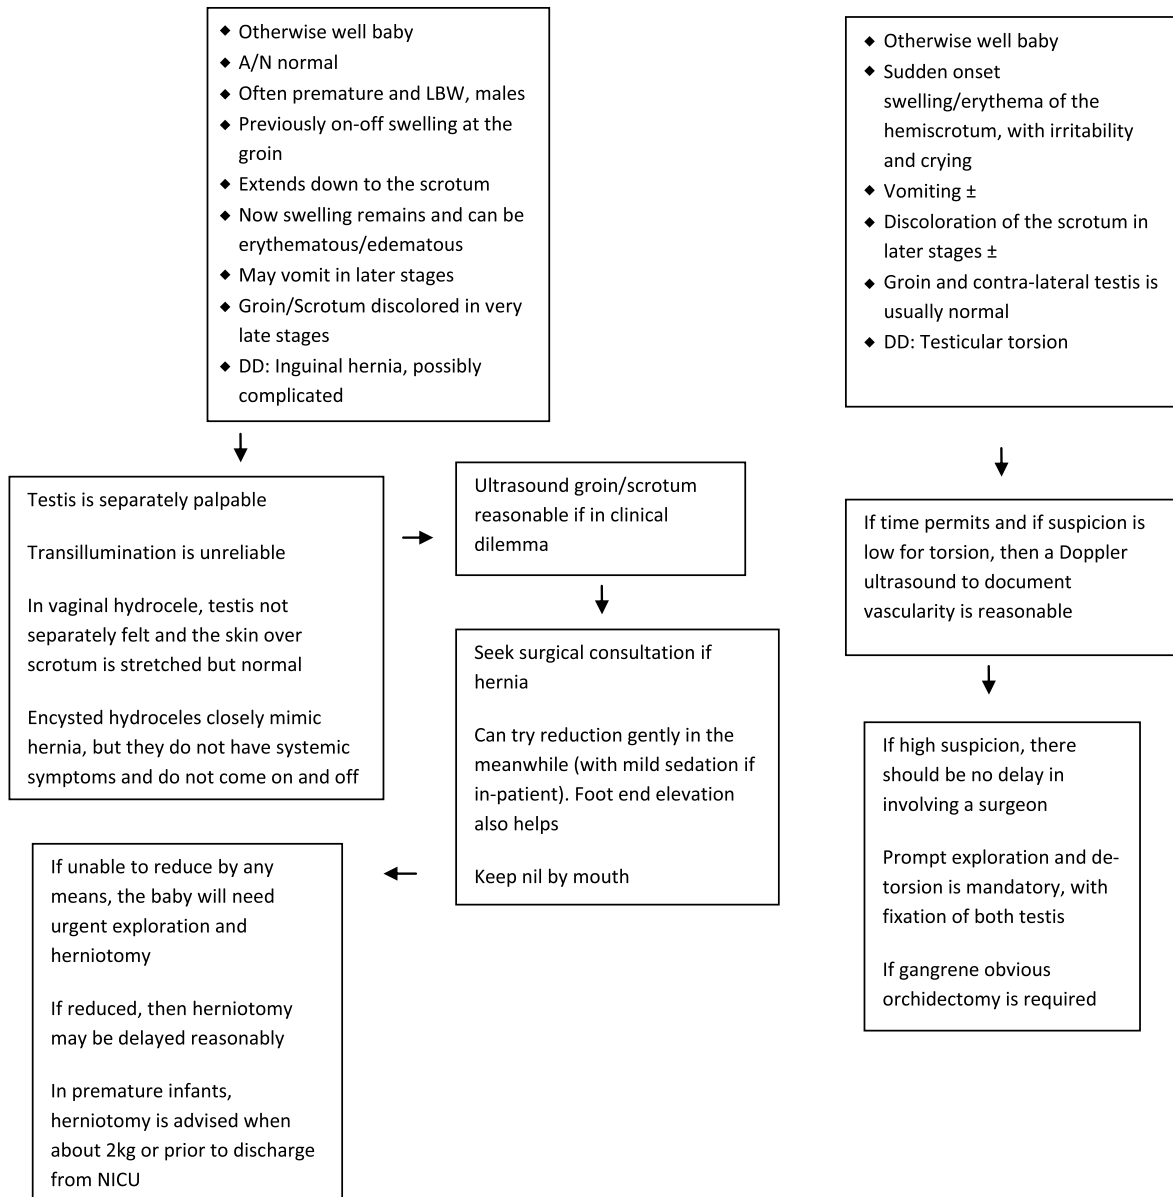 ◆ Otherwise well baby
◆ A/N normal
◆ Often premature and LBW, males
◆ Previously on-off swelling at the
groin
◆ Extends down to the scrotum
◆ Now swelling remains and can be
erythematous/edematous
◆ May vomit in later stages
◆ Groin/Scrotum discolored in very
late stages
◆ DD: Inguinal hernia, possibly
complicated
◆ Otherwise well baby
◆ Sudden onset
swelling/erythema of the
hemiscrotum, with irritability
and crying
◆ Vomiting ±
◆ Discoloration of the scrotum in
later stages ±
◆ Groin and contra-lateral testis is
usually normal
◆ DD: Testicular torsion
Testis is separately palpable
Transillumination is unreliable
In vaginal hydrocele, testis not
separately felt and the skin over
scrotum is stretched but normal
Encysted hydroceles closely mimic
hernia, but they do not have systemic
symptoms and do not come on and off
Ultrasound groin/scrotum
reasonable if in clinical
dilemma
Seek surgical consultation if
hernia
Can try reduction gently in the
meanwhile (with mild sedation if
in-patient). Foot end elevation
also helps
Keep nil by mouth
If unable to reduce by any
means, the baby will need
urgent exploration and
herniotomy
If reduced, then herniotomy
may be delayed reasonably
In premature infants,
herniotomy is advised when
about 2kg or prior to discharge
from NICU
If time permits and if suspicion is
low for torsion, then a Doppler
ultrasound to document
vascularity is reasonable
If high suspicion, there
should be no delay in
involving a surgeon
Prompt exploration and de-
torsion is mandatory, with
fixation of both testis
If gangrene obvious
orchidectomy is required